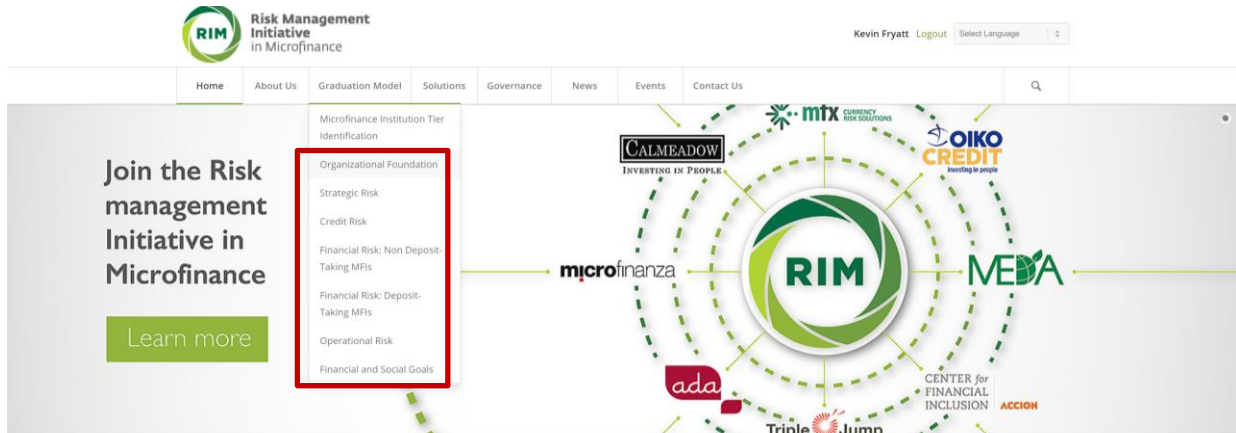 RIM
Risk Management
Initiative
in Microfinance
Kevin Fryatt Logout Select Language
Home About Us Graduation Model Solutions Governance News Events Contact Us
Microfinance Institution Tier
Identification
Organizational Foundation
Strategic Risk
Credit Risk
Financial Risk: Non Deposit-
Taking MFIs
Financial Risk: Deposit-
Taking MFIs
Operational Risk
Financial and Social Goals
Join the Risk
management
Initiative in
Microfinance
Learn more
mfx CURRENCY
RISK SOLUTIONS
CALMEADOW
INVESTING IN PEOPLE
OIKO
CREDIT
investing in people
microfinanza
RIM
MEDA
ada
CENTER for
FINANCIAL
INCLUSION ACCION
Triple Jump